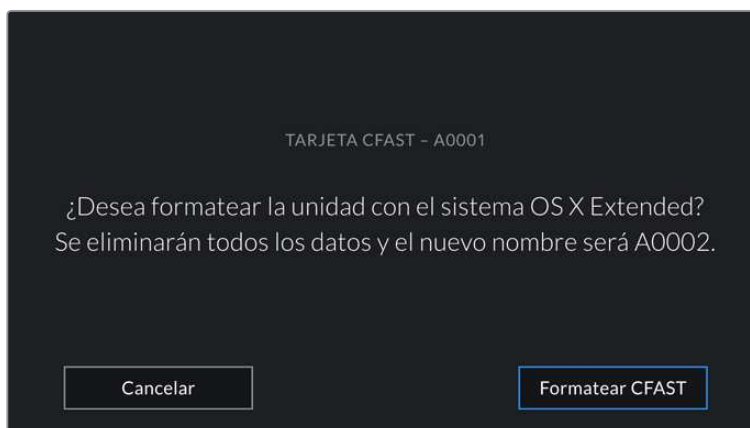 TARJETA CFAST – A0001
¿Desea formatear la unidad con el sistema OS X Extended?
Se eliminarán todos los datos y el nuevo nombre será A0002.
Cancelar
Formatear CFAST